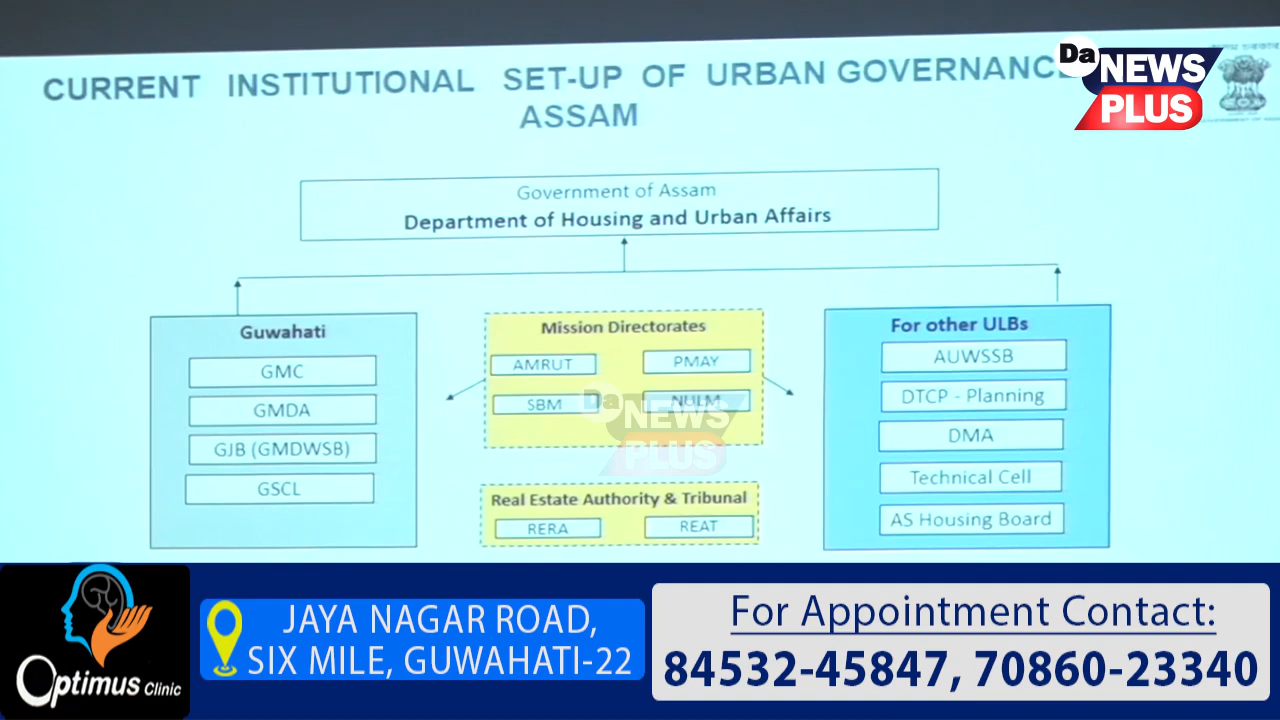 CURRENT INSTITUTIONAL SET-UP OF URBAN GOVERNANCE
ASSAM
Da
NEWS
PLUS
Government of Assam
Department of Housing and Urban Affairs
Guwahati
GMC
GMDA
GJB (GMDWSB)
GSCL
Mission Directorates
AMRUT
PMAY
SBM
NULM
Da
NEWS
PLUS
Real Estate Authority & Tribunal
RERA
REAT
For other ULBs
AUWSSB
DTCP - Planning
DMA
Technical Cell
AS Housing Board
Optimus Clinic
JAYA NAGAR ROAD,
SIX MILE, GUWAHATI-22
For Appointment Contact:
84532-45847, 70860-23340